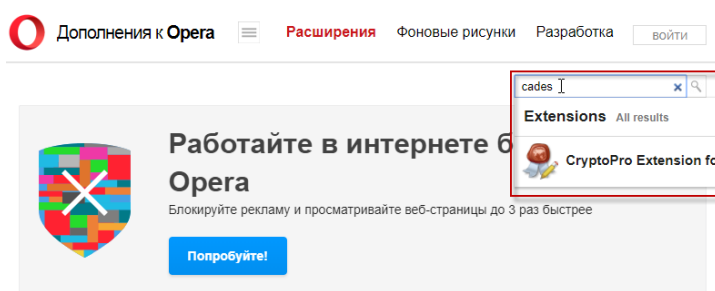 Дополнения к Opera
Расширения
Фоновые рисунки
Разработка
войти
cades
Extensions All results
CryptoPro Extension fo
Работайте в интернете б
Opera
Блокируйте рекламу и просматривайте веб-страницы до 3 раз быстрее
Попробуйте!